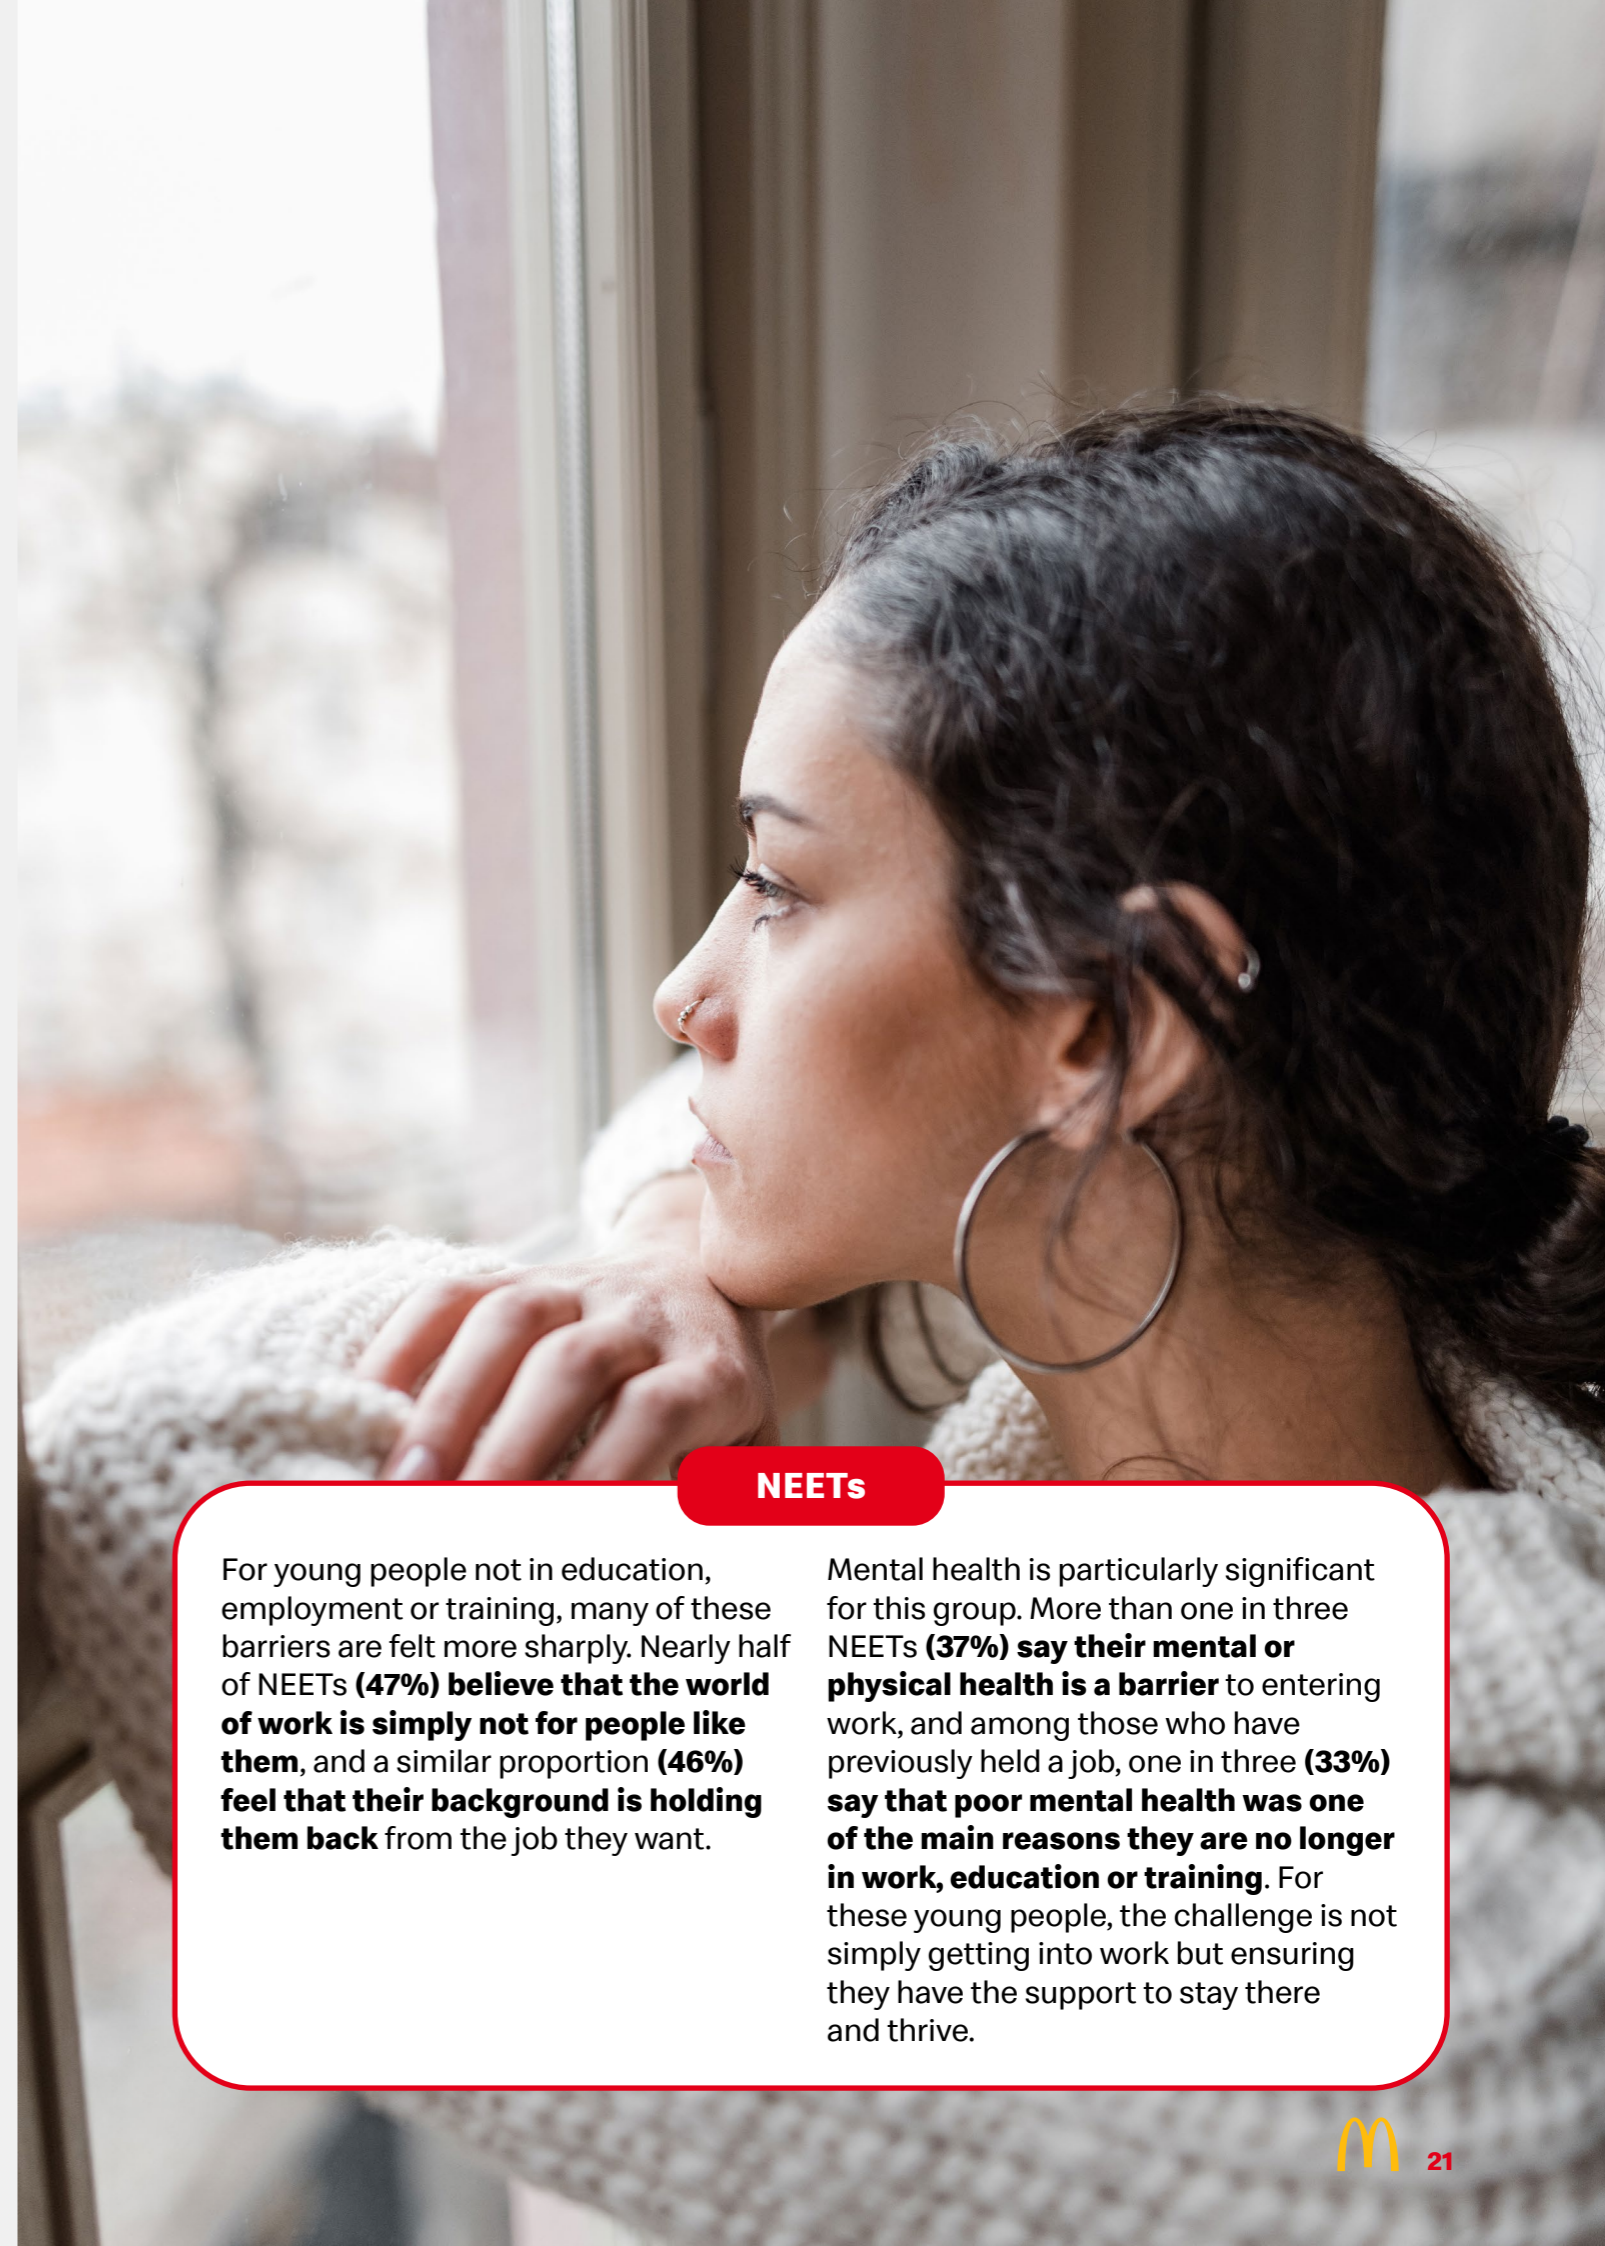 NEETs
For young people not in education,
employment or training, many of these
barriers are felt more sharply. Nearly half
of NEETs (47%) believe that the world
of work is simply not for people like
them, and a similar proportion (46%)
feel that their background is holding
them back from the job they want.
Mental health is particularly significant
for this group. More than one in three
NEETs (37%) say their mental or
physical health is a barrier to entering
work, and among those who have
previously held a job, one in three (33%)
say that poor mental health was one
of the main reasons they are no longer
in work, education or training. For
these young people, the challenge is not
simply getting into work but ensuring
they have the support to stay there
and thrive.
21